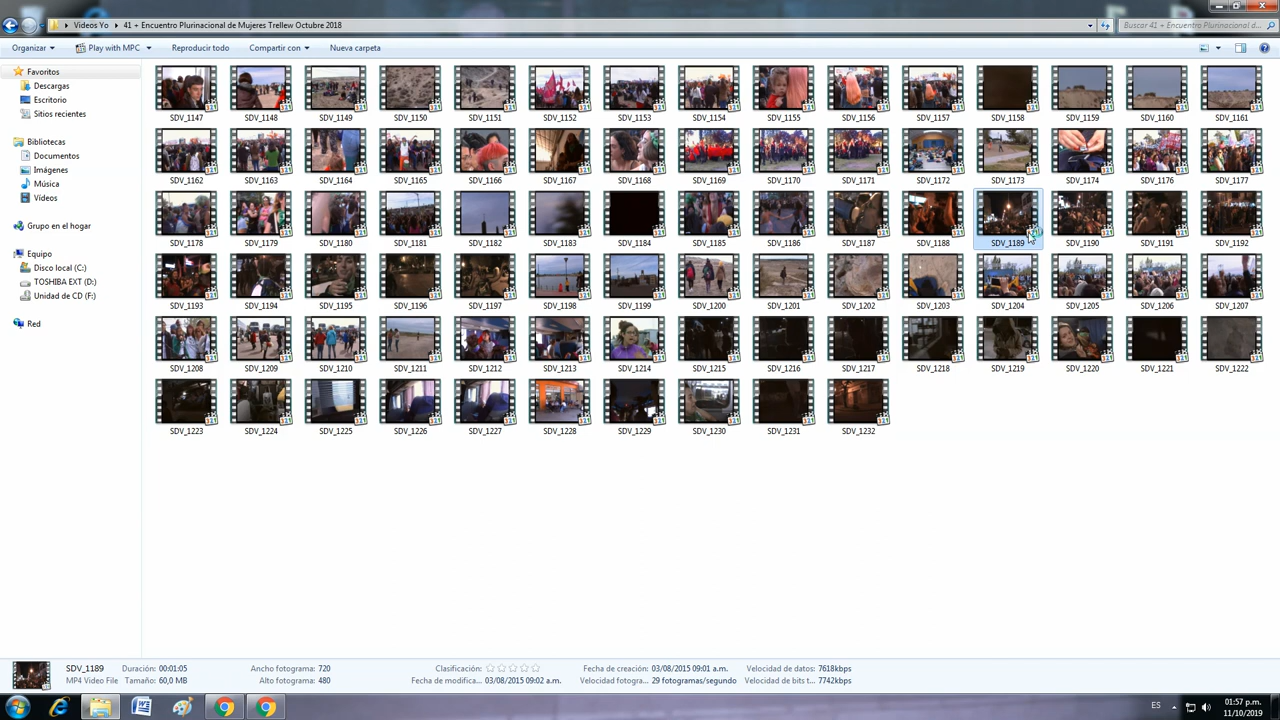 Videos Yo ▸ 41 + Encuentro Plurinacional de Mujeres Trellew Octubre 2018
Buscar 41 + Encuentro Plurinacional d...
Organizar Play with MPC Reproducir todo Compartir con Nueva carpeta
Favoritos
Descargas
Escritorio
Sitios recientes
Bibliotecas
Documentos
Imágenes
Música
Vídeos
Grupo en el hogar
Equipo
Disco local (C:)
TOSHIBA EXT (D:)
Unidad de CD (F:)
Red
SDV_1147 SDV_1148 SDV_1149 SDV_1150 SDV_1151 SDV_1152 SDV_1153 SDV_1154 SDV_1155 SDV_1156 SDV_1157 SDV_1158 SDV_1159 SDV_1160 SDV_1161
SDV_1162 SDV_1163 SDV_1164 SDV_1165 SDV_1166 SDV_1167 SDV_1168 SDV_1169 SDV_1170 SDV_1171 SDV_1172 SDV_1173 SDV_1174 SDV_1176 SDV_1177
SDV_1178 SDV_1179 SDV_1180 SDV_1181 SDV_1182 SDV_1183 SDV_1184 SDV_1185 SDV_1186 SDV_1187 SDV_1188 SDV_1189 SDV_1190 SDV_1191 SDV_1192
SDV_1193 SDV_1194 SDV_1195 SDV_1196 SDV_1197 SDV_1198 SDV_1199 SDV_1200 SDV_1201 SDV_1202 SDV_1203 SDV_1204 SDV_1205 SDV_1206 SDV_1207
SDV_1208 SDV_1209 SDV_1210 SDV_1211 SDV_1212 SDV_1213 SDV_1214 SDV_1215 SDV_1216 SDV_1217 SDV_1218 SDV_1219 SDV_1220 SDV_1221 SDV_1222
SDV_1223 SDV_1224 SDV_1225 SDV_1226 SDV_1227 SDV_1228 SDV_1229 SDV_1230 SDV_1231 SDV_1232
SDV_1189 Duración: 00:01:05 Ancho fotograma: 720 Clasificación: Fecha de creación: 03/08/2015 09:01 a.m. Velocidad de datos: 7618kbps
MP4 Video File Tamaño: 60,0 MB Alto fotograma: 480 Fecha de modifica... 03/08/2015 09:02 a.m. Velocidad fotogra... 29 fotogramas/segundo Velocidad de bits t... 7742kbps
ES 01:57 p.m.
11/10/2019